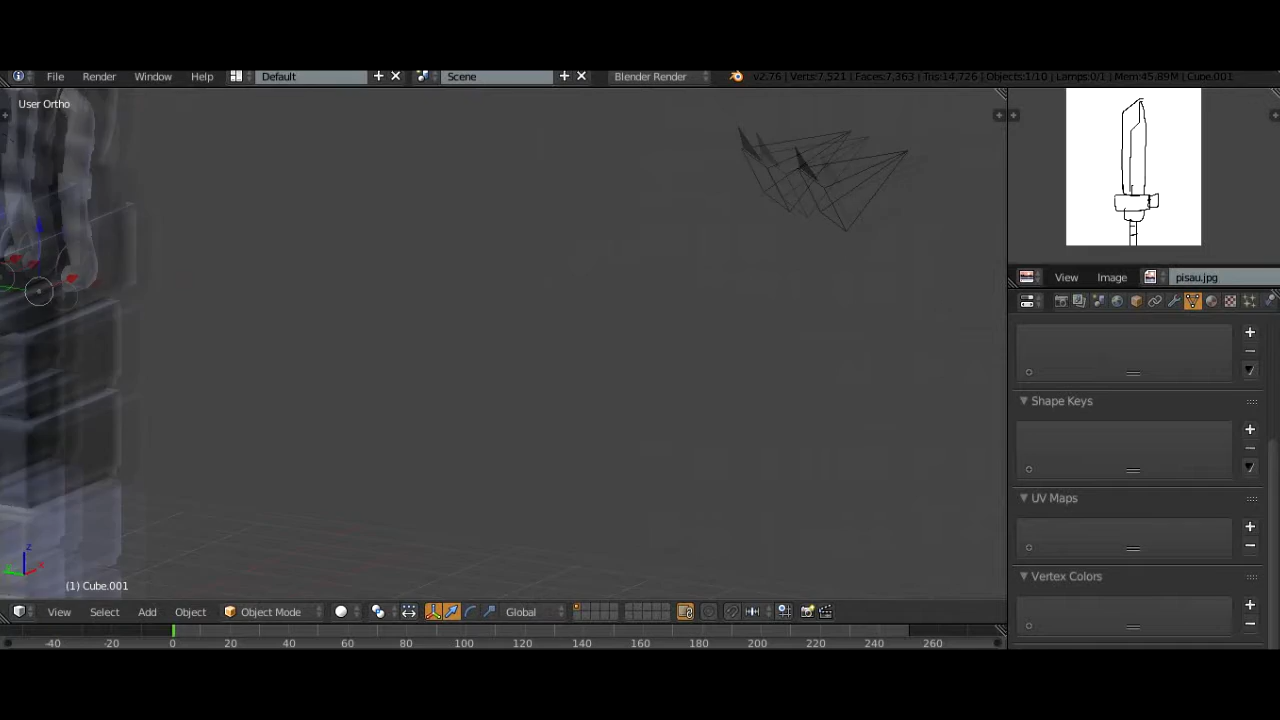 File Render Window Help Default Scene Blender Render v2.76 | Verts:7,521 | Faces:7,363 | Tris:14,726 | Objects:1/10 | Lamps:0/1 | Mem:45.89M | Cube.001
User Ortho
View Image pisau.jpg
Shape Keys
UV Maps
Vertex Colors
z
y x
(1) Cube.001
View Select Add Object Object Mode Global
-40 -20 0 20 40 60 80 100 120 140 160 180 200 220 240 260